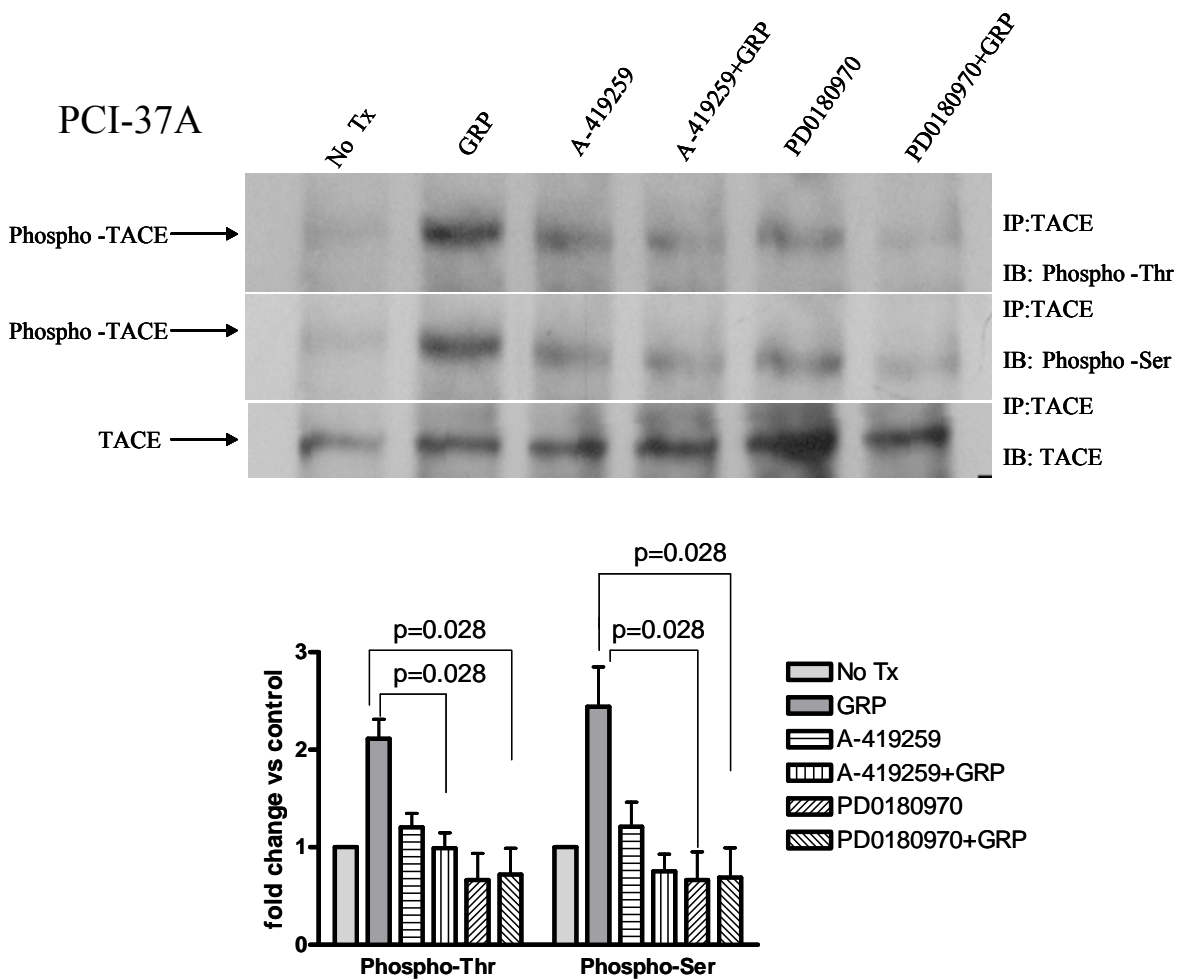 PCI-37A
No Tx
GRP
A-419259
A-419259+GRP
PD0180970
PD0180970+GRP
Phospho -TACE
IP:TACE
IB: Phospho -Thr
Phospho -TACE
IP:TACE
IB: Phospho -Ser
TACE
IP:TACE
IB: TACE
p=0.028
p=0.028
p=0.028
p=0.028
fold change vs control
3
2
1
0
Phospho-Thr
Phospho-Ser
No Tx
GRP
A-419259
A-419259+GRP
PD0180970
PD0180970+GRP